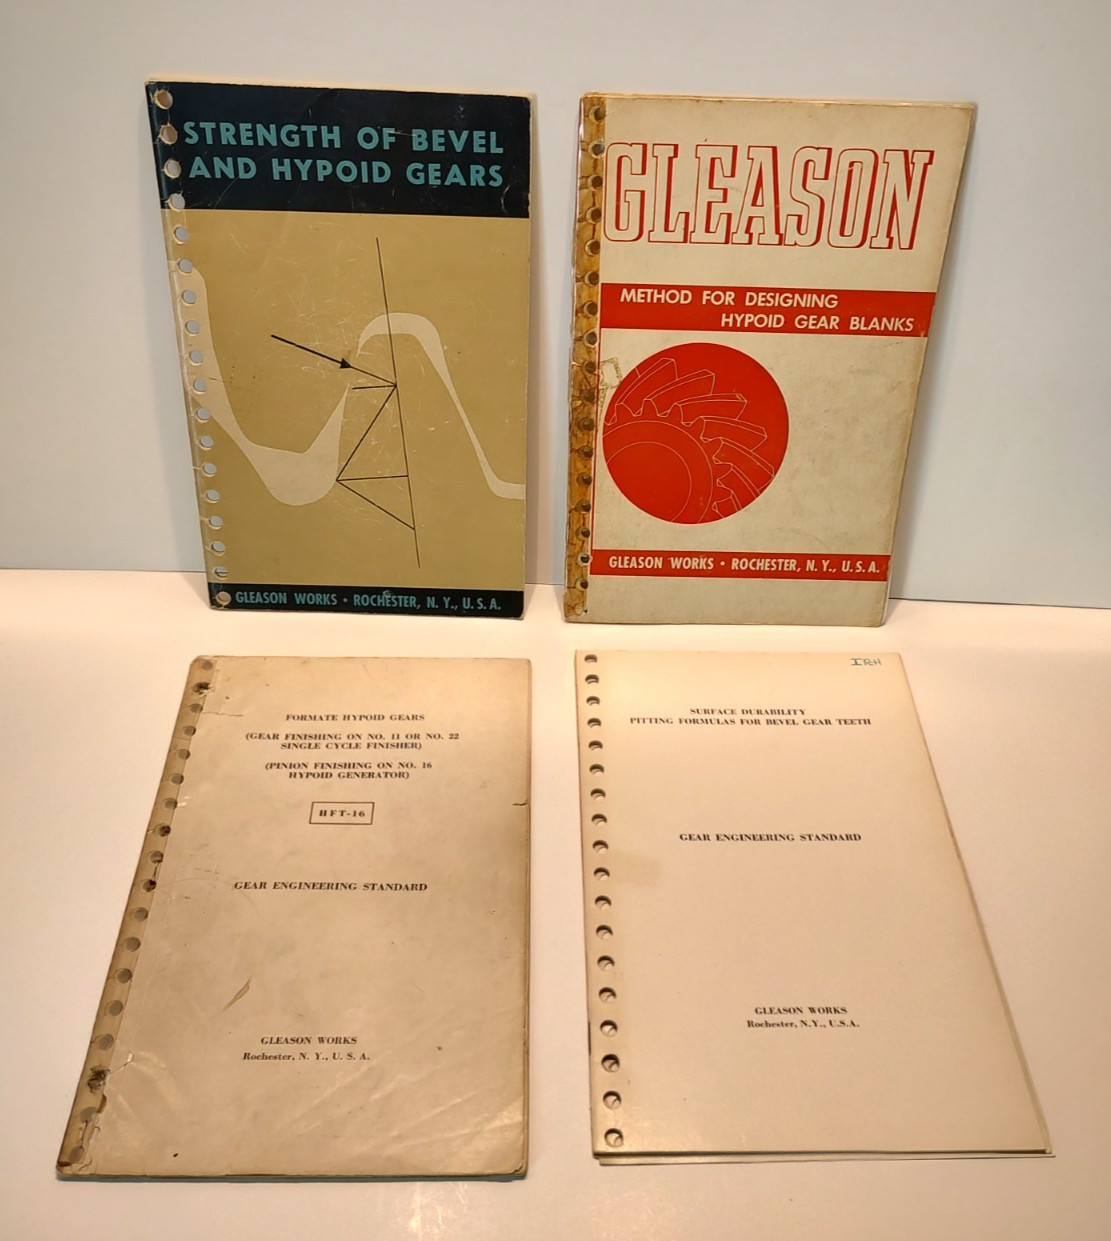 STRENGTH OF BEVEL
AND HYPOID GEARS
GLEASON WORKS • ROCHESTER, N. Y., U. S. A.
GLEASON
METHOD FOR DESIGNING
HYPOID GEAR BLANKS
GLEASON WORKS • ROCHESTER, N. Y., U. S. A.
FORMATE HYPOID GEARS
(GEAR FINISHING ON NO. 11 OR NO. 22
SINGLE CYCLE FINISHER)
(PINION FINISHING ON NO. 16
HYPOID GENERATOR)
HFT-16
GEAR ENGINEERING STANDARD
GLEASON WORKS
Rochester, N. Y., U. S. A.
IRH
SURFACE DURABILITY
PITTING FORMULAS FOR BEVEL GEAR TEETH
GEAR ENGINEERING STANDARD
GLEASON WORKS
Rochester, N.Y., U.S.A.